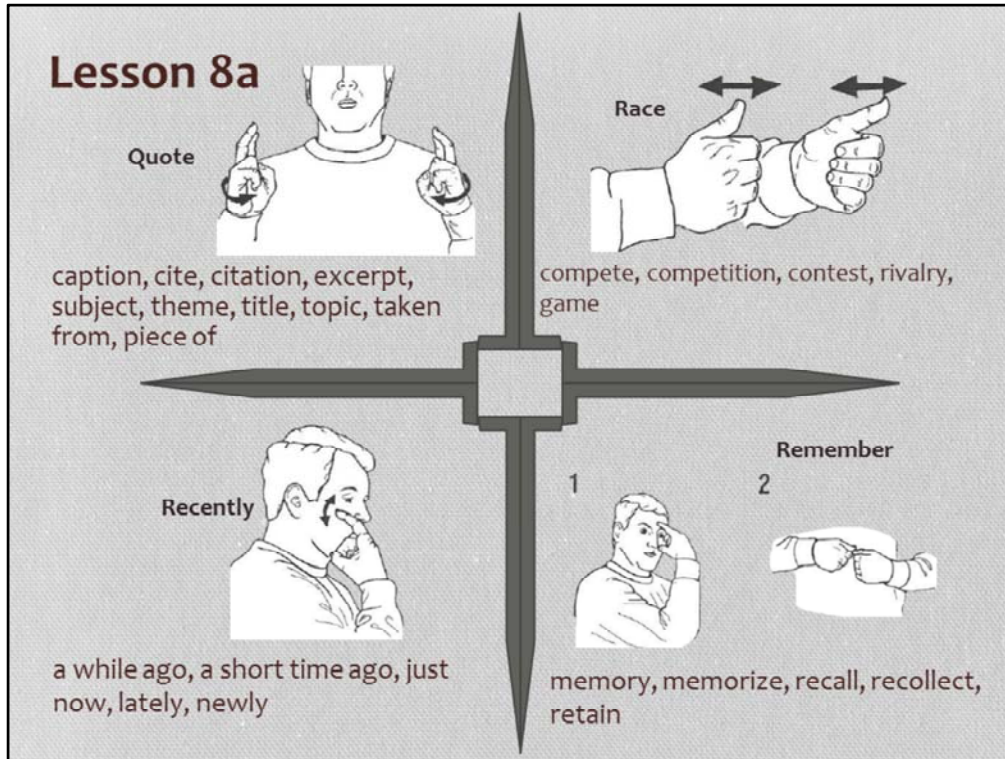 Lesson 8a
Quote
caption, cite, citation, excerpt,
subject, theme, title, topic, taken
from, piece of
Race
compete, competition, contest, rivalry,
game
Recently
a while ago, a short time ago, just
now, lately, newly
Remember
1
2
memory, memorize, recall, recollect,
retain